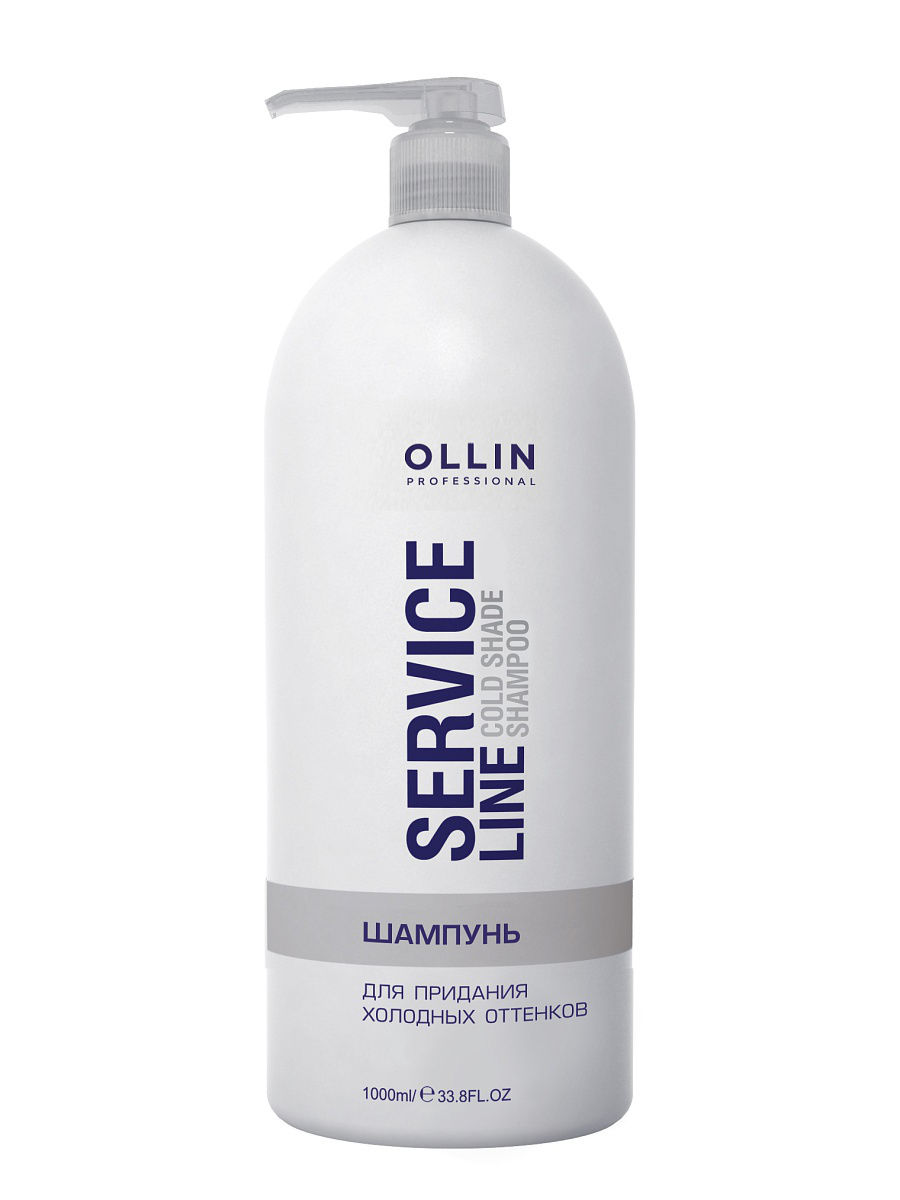 OLLIN
PROFESSIONAL
SERVICE
LINE
COLD SHADE
SHAMPOO
ШАМПУНЬ
ДЛЯ ПРИДАНИЯ
ХОЛОДНЫХ ОТТЕНКОВ
1000ml/℮33.8FL.OZ